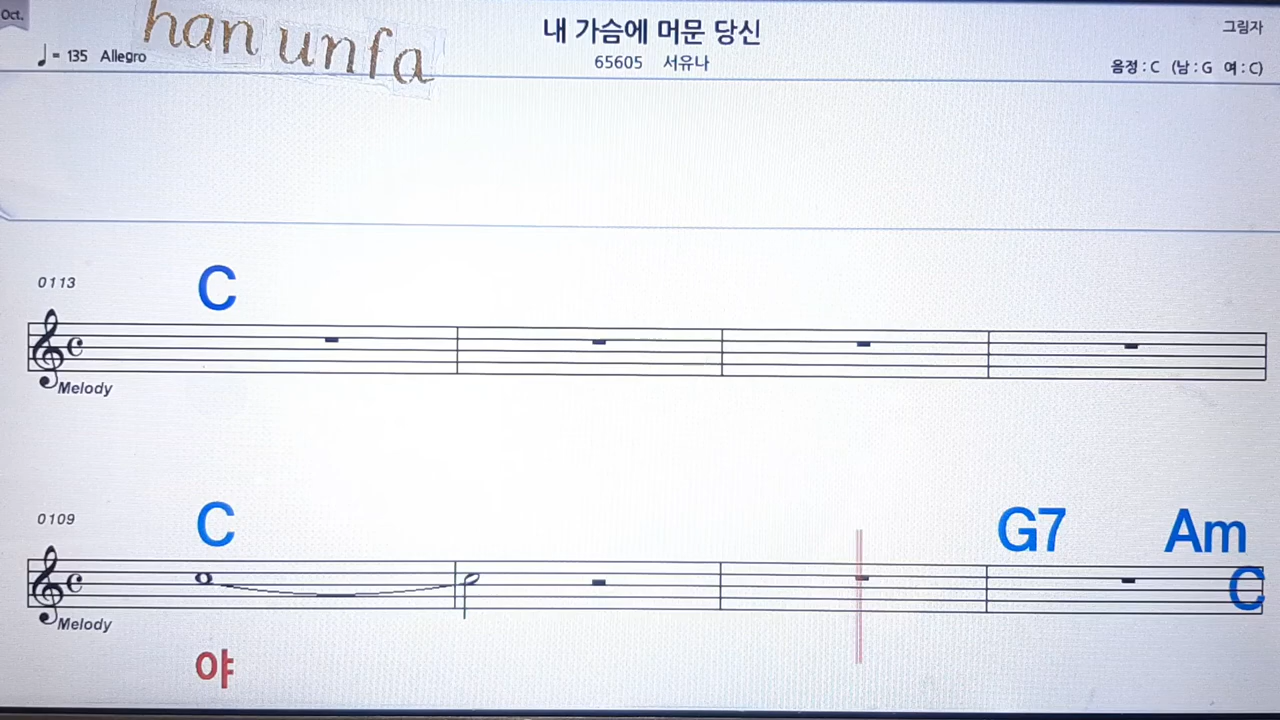 Oct.
han unfa
♩= 135 Allegro
내 가슴에 머문 당신
65605 서유나
그림자
음정 : C (남 : G 여 : C)
0113
C
Melody
0109
C G7 Am
C
Melody
야